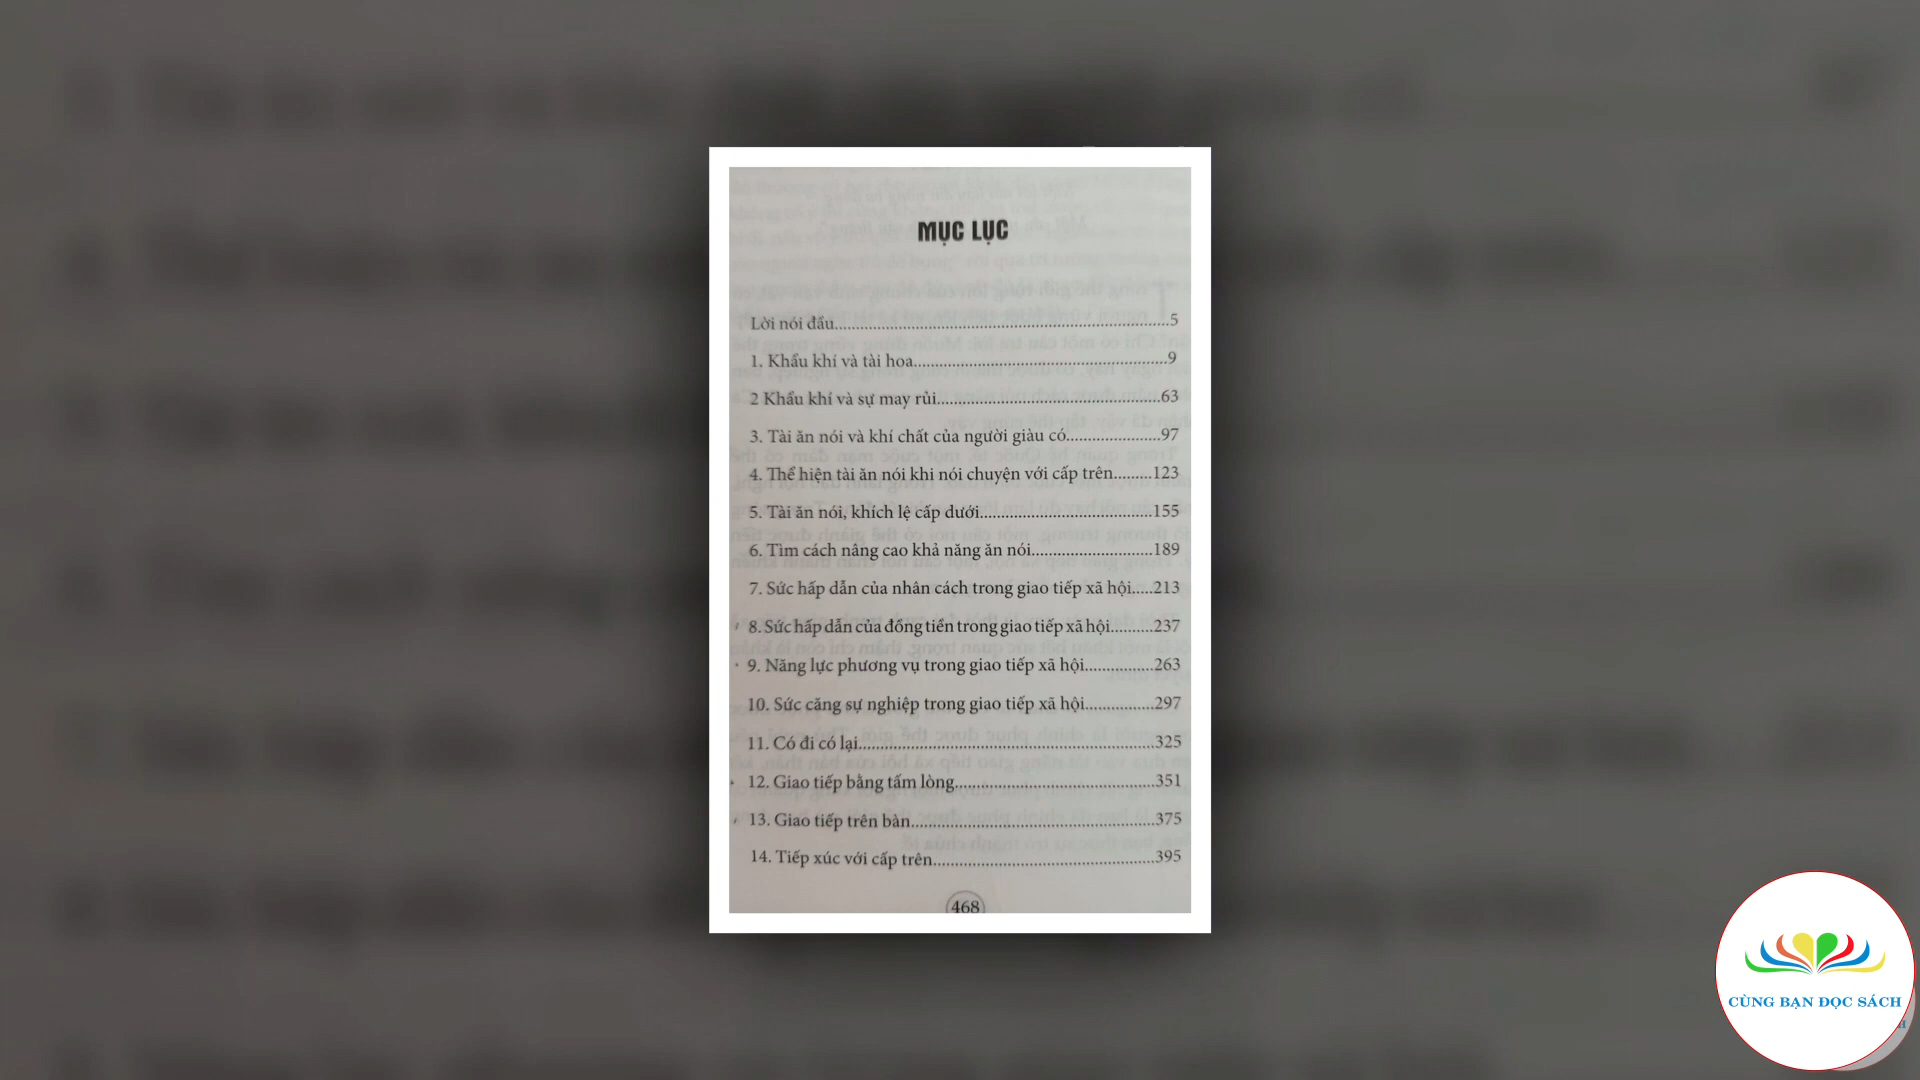 MỤC LỤC
Lời nói đầu..........5
1. Khẩu khí và tài hoa..........9
2 Khẩu khí và sự may rủi..........63
3. Tài ăn nói và khí chất của người giàu có..........97
4. Thể hiện tài ăn nói khi nói chuyện với cấp trên.........123
5. Tài ăn nói, khích lệ cấp dưới..........155
6. Tìm cách nâng cao khả năng ăn nói..........189
7. Sức hấp dẫn của nhân cách trong giao tiếp xã hội.....213
8. Sức hấp dẫn của đồng tiền trong giao tiếp xã hội..........237
9. Năng lực phương vụ trong giao tiếp xã hội..........263
10. Sức căng sự nghiệp trong giao tiếp xã hội..........297
11. Có đi có lại..........325
12. Giao tiếp bằng tấm lòng..........351
13. Giao tiếp trên bàn..........375
14. Tiếp xúc với cấp trên..........395
468
CÙNG BẠN ĐỌC SÁCH